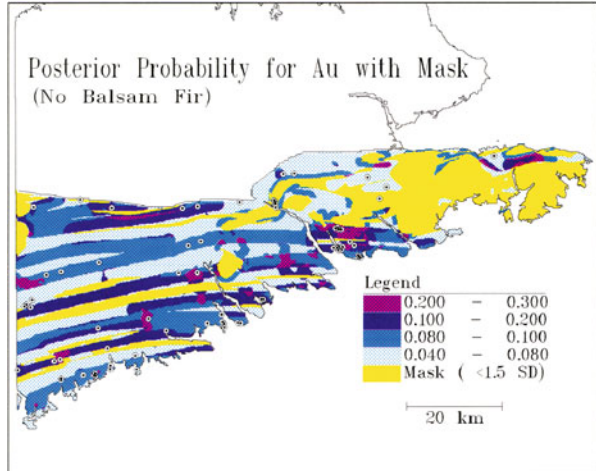 Posterior Probability for Au with Mask
(No Balsam Fir)
Legend
0.200 - 0.300
0.100 - 0.200
0.080 - 0.100
0.040 - 0.080
Mask ( <1.5 SD)
20 km